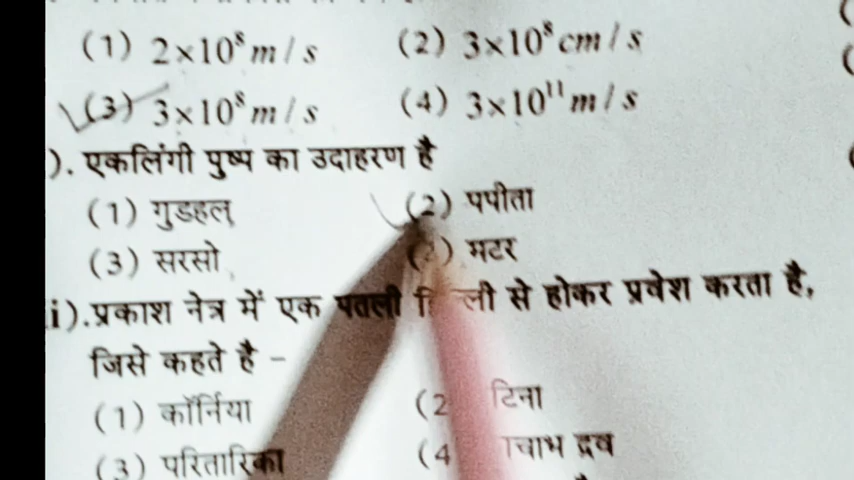 (1) 2×10⁸ m / s (2) 3×10⁸ cm / s
(3) 3×10⁸ m / s (4) 3×10¹¹ m / s
). एकलिंगी पुष्प का उदाहरण है
(1) गुडहल् (2) पपीता
(3) सरसो ) मटर
i).प्रकाश नेत्र में एक पतली ली से होकर प्रवेश करता है,
जिसे कहते है –
(1) कॉर्निया (2 टिना
(3) परितारिका (4 चाभ द्रव